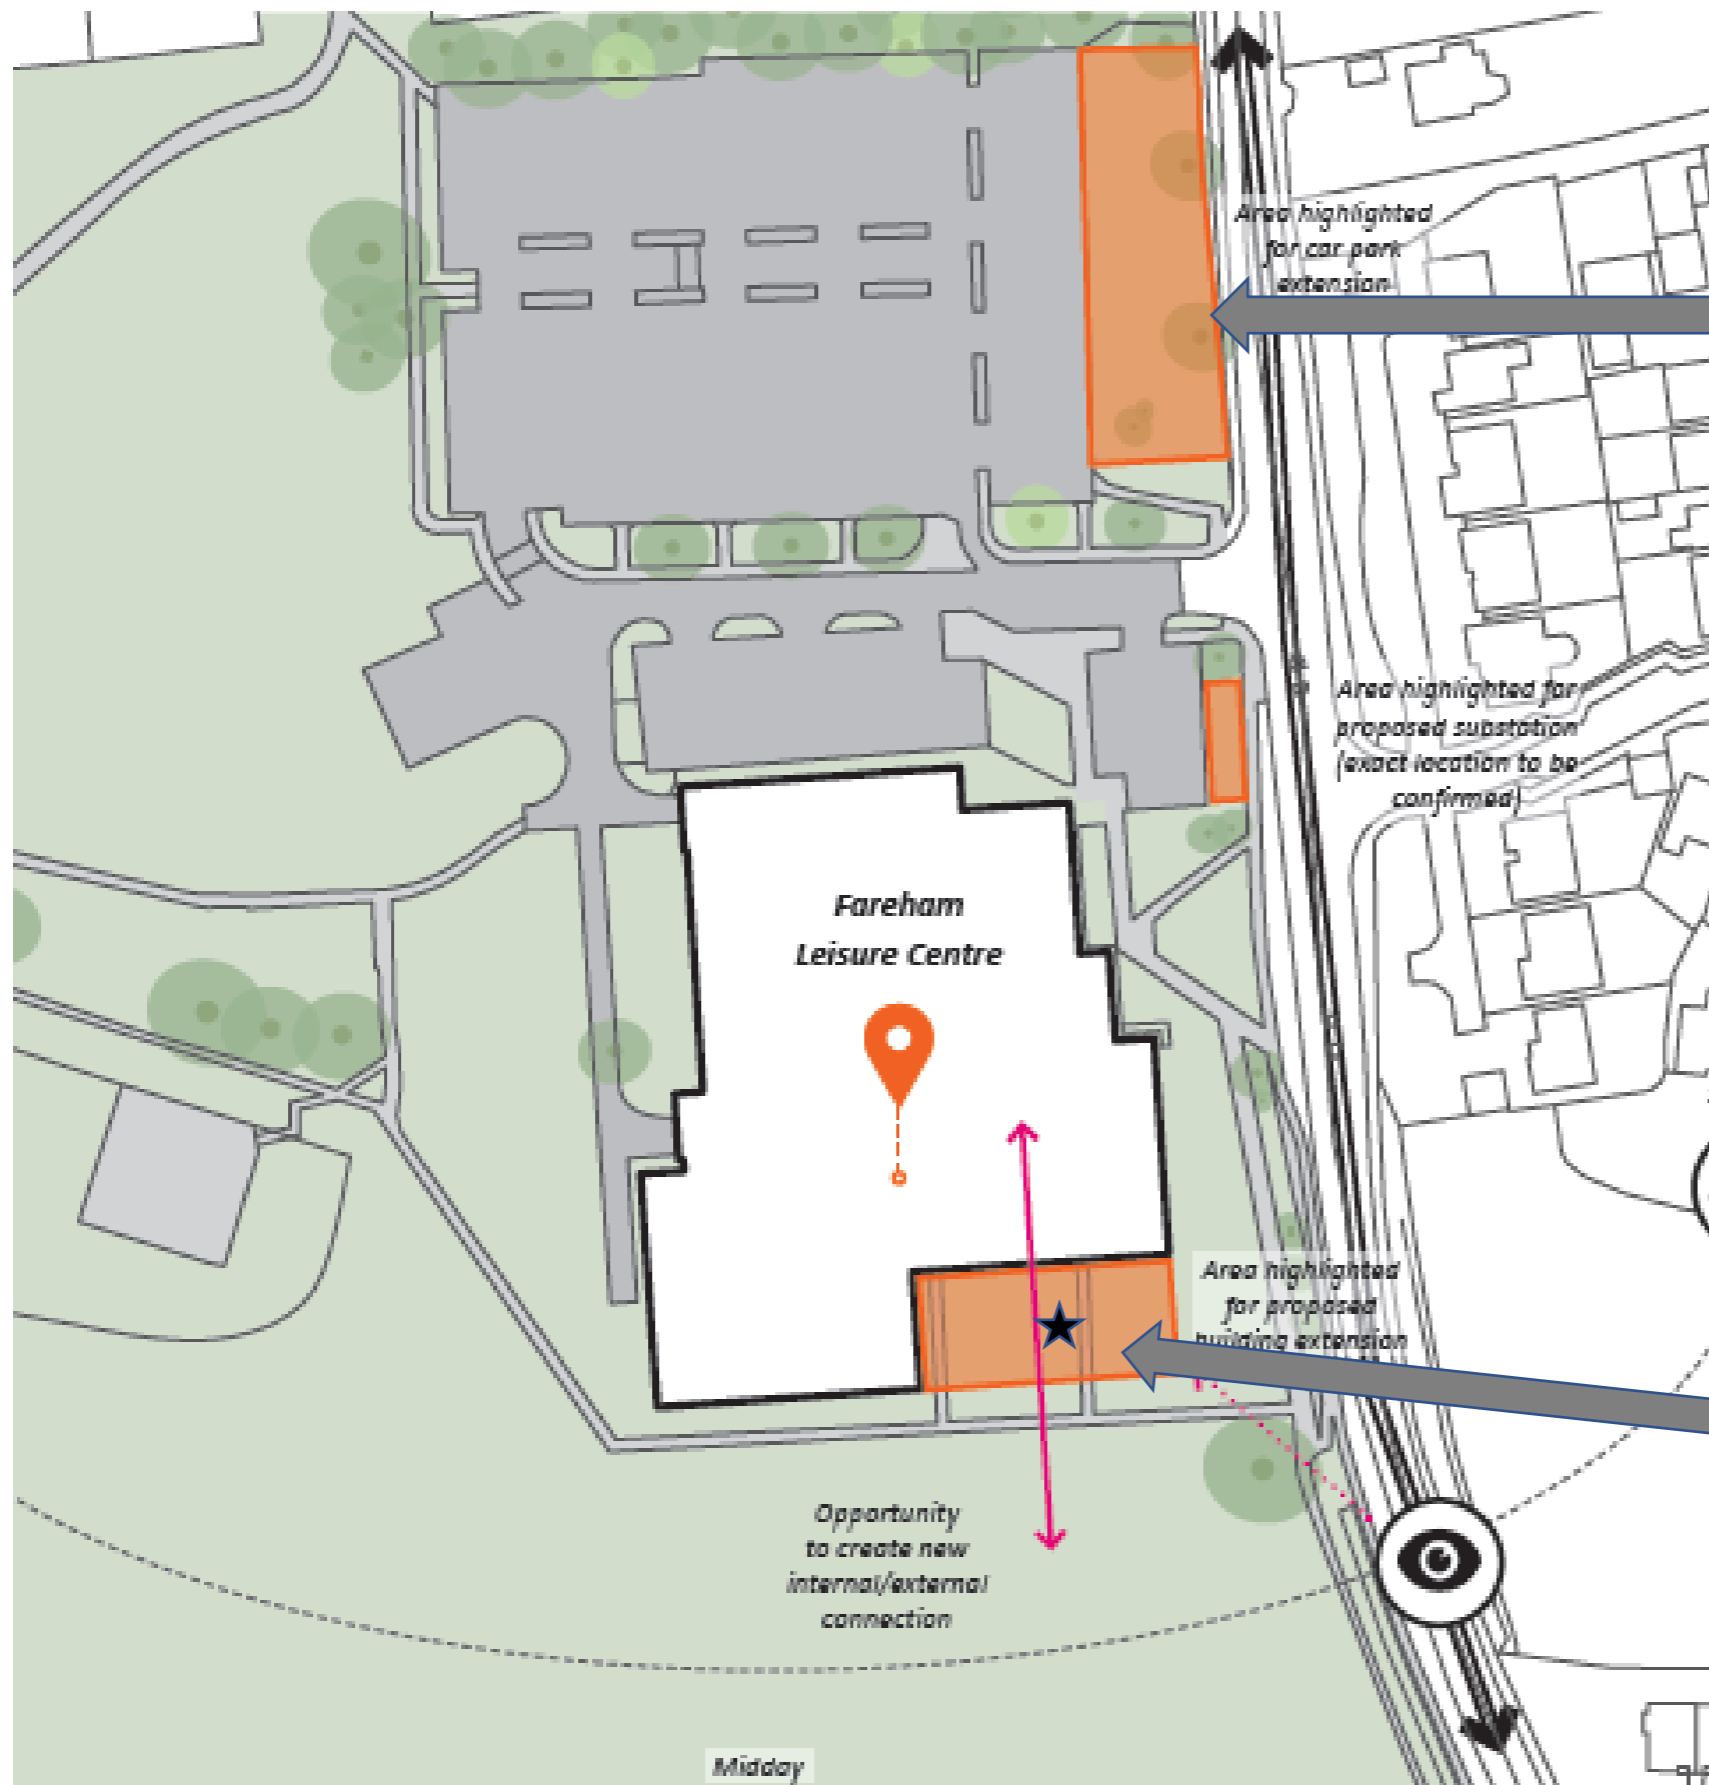 Area highlighted
for car park
extension
Area highlighted for
proposed substation
(exact location to be
confirmed)
Fareham
Leisure Centre
Area highlighted
for proposed
building extension
Opportunity
to create new
internal/external
connection
Midday